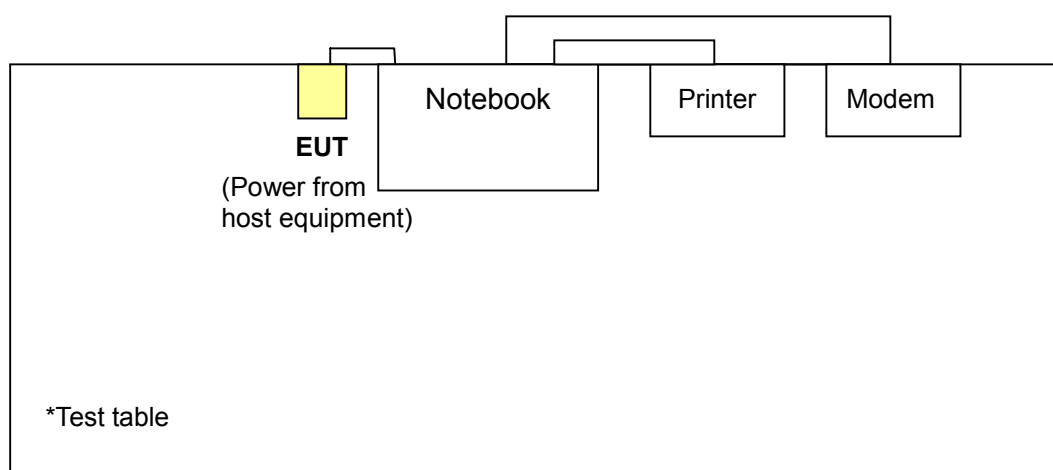 Notebook
Printer
Modem
EUT
(Power from
host equipment)
*Test table